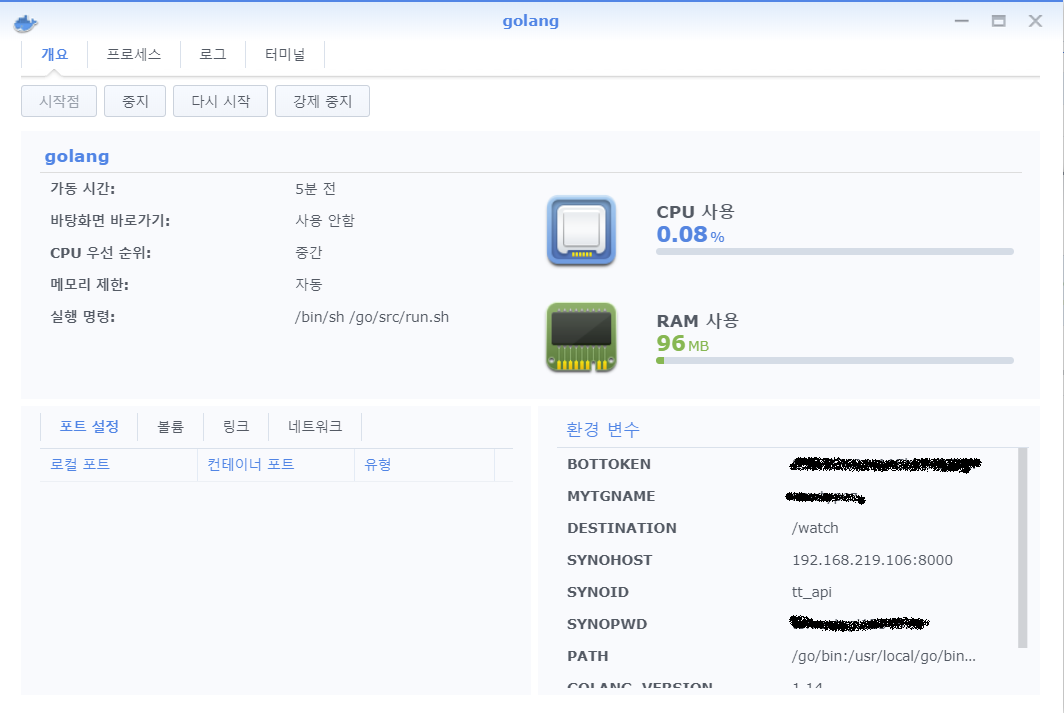 golang
개요 프로세스 로그 터미널
시작점 중지 다시 시작 강제 중지
golang
가동 시간: 5분 전
바탕화면 바로가기: 사용 안함
CPU 우선 순위: 중간
메모리 제한: 자동
실행 명령: /bin/sh /go/src/run.sh
CPU 사용
0.08 %
RAM 사용
96 MB
포트 설정 볼륨 링크 네트워크
로컬 포트 컨테이너 포트 유형
환경 변수
BOTTOKEN
MYTGNAME
DESTINATION /watch
SYNOHOST 192.168.219.106:8000
SYNOID tt_api
SYNOPWD
PATH /go/bin:/usr/local/go/bin...
GOLANG_VERSION 1.14